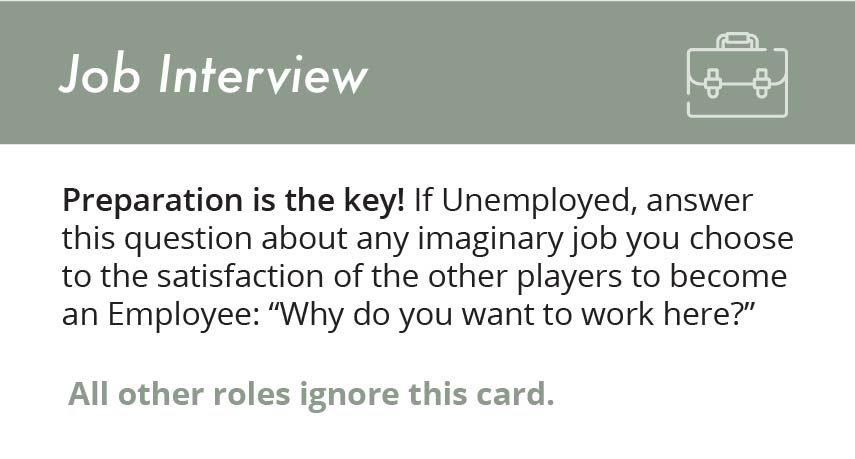 Job Interview
Preparation is the key! If Unemployed, answer
this question about any imaginary job you choose
to the satisfaction of the other players to become
an Employee: “Why do you want to work here?”
All other roles ignore this card.